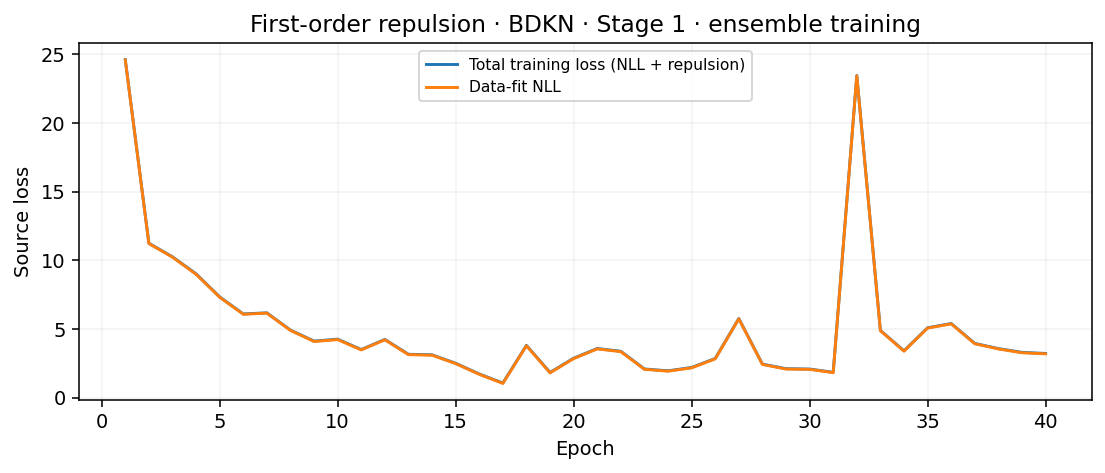 First-order repulsion · BDKN · Stage 1 · ensemble training
Total training loss (NLL + repulsion)
Data-fit NLL
Source loss
25
20
15
10
5
0
0 5 10 15 20 25 30 35 40
Epoch